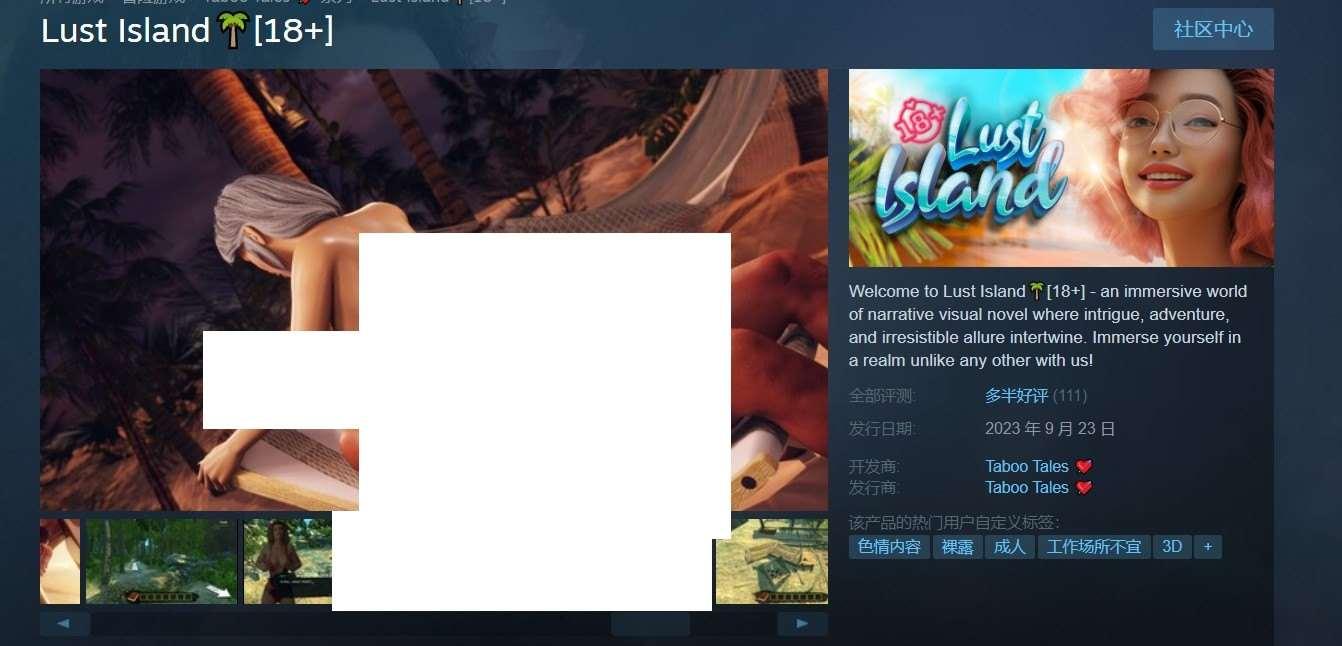 Lust Island🌴[18+]
社区中心
18+
Lust
Island
Welcome to Lust Island🌴[18+] - an immersive world
of narrative visual novel where intrigue, adventure,
and irresistible allure intertwine. Immerse yourself in
a realm unlike any other with us!
全部评测: 多半好评 (111)
发行日期: 2023 年 9 月 23 日
开发商: Taboo Tales ❤
发行商: Taboo Tales ❤
该产品的热门用户自定义标签:
色情内容 裸露 成人 工作场所不宜 3D +